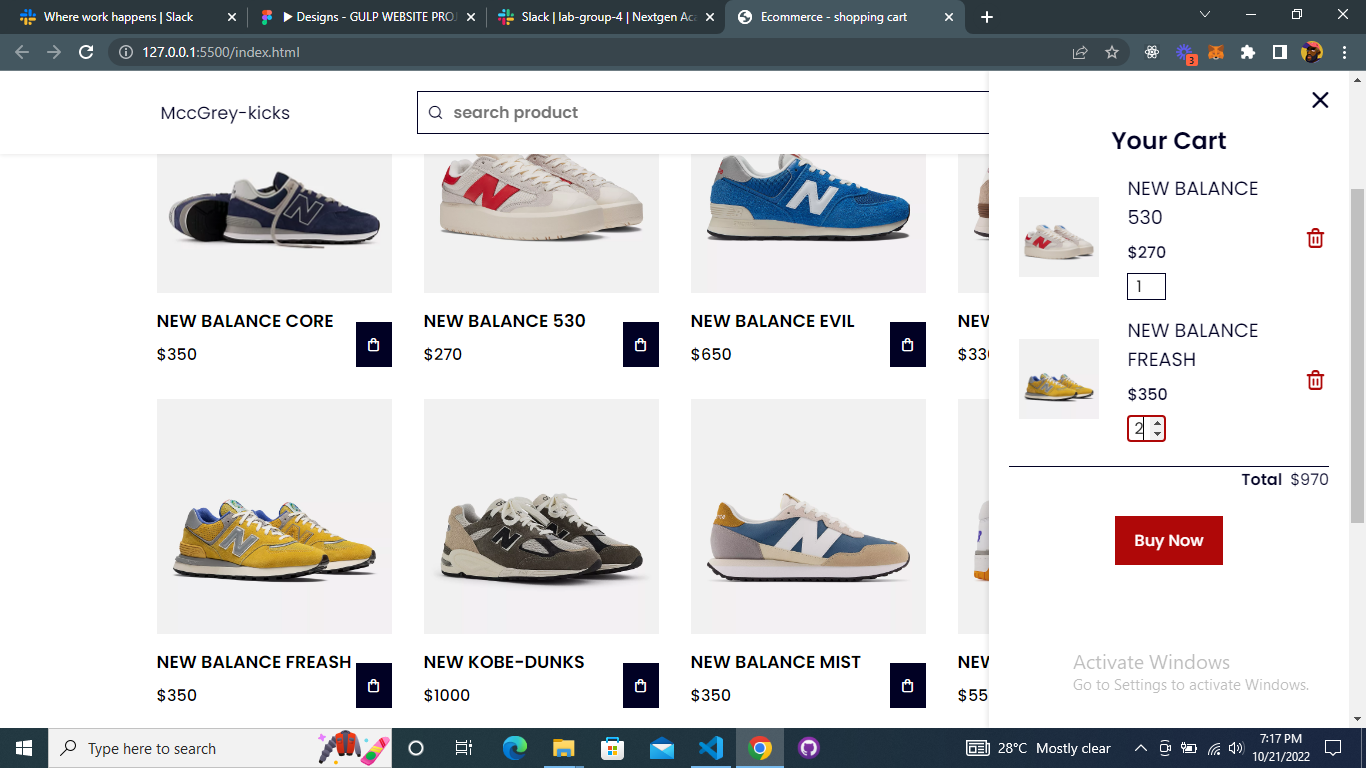 Where work happens | Slack
▶ Designs - GULP WEBSITE PROJ
Slack | lab-group-4 | Nextgen Aca
Ecommerce - shopping cart
127.0.0.1:5500/index.html
3
MccGrey-kicks
search product
NEW BALANCE CORE
$350
NEW BALANCE 530
$270
NEW BALANCE EVIL
$650
NEW
$330
NEW BALANCE FREASH
$350
NEW KOBE-DUNKS
$1000
NEW BALANCE MIST
$350
NEW
$55
Your Cart
NEW BALANCE
530
$270
1
NEW BALANCE
FREASH
$350
2
Total $970
Buy Now
Activate Windows
Go to Settings to activate Windows.
Type here to search
28°C Mostly clear
7:17 PM
10/21/2022